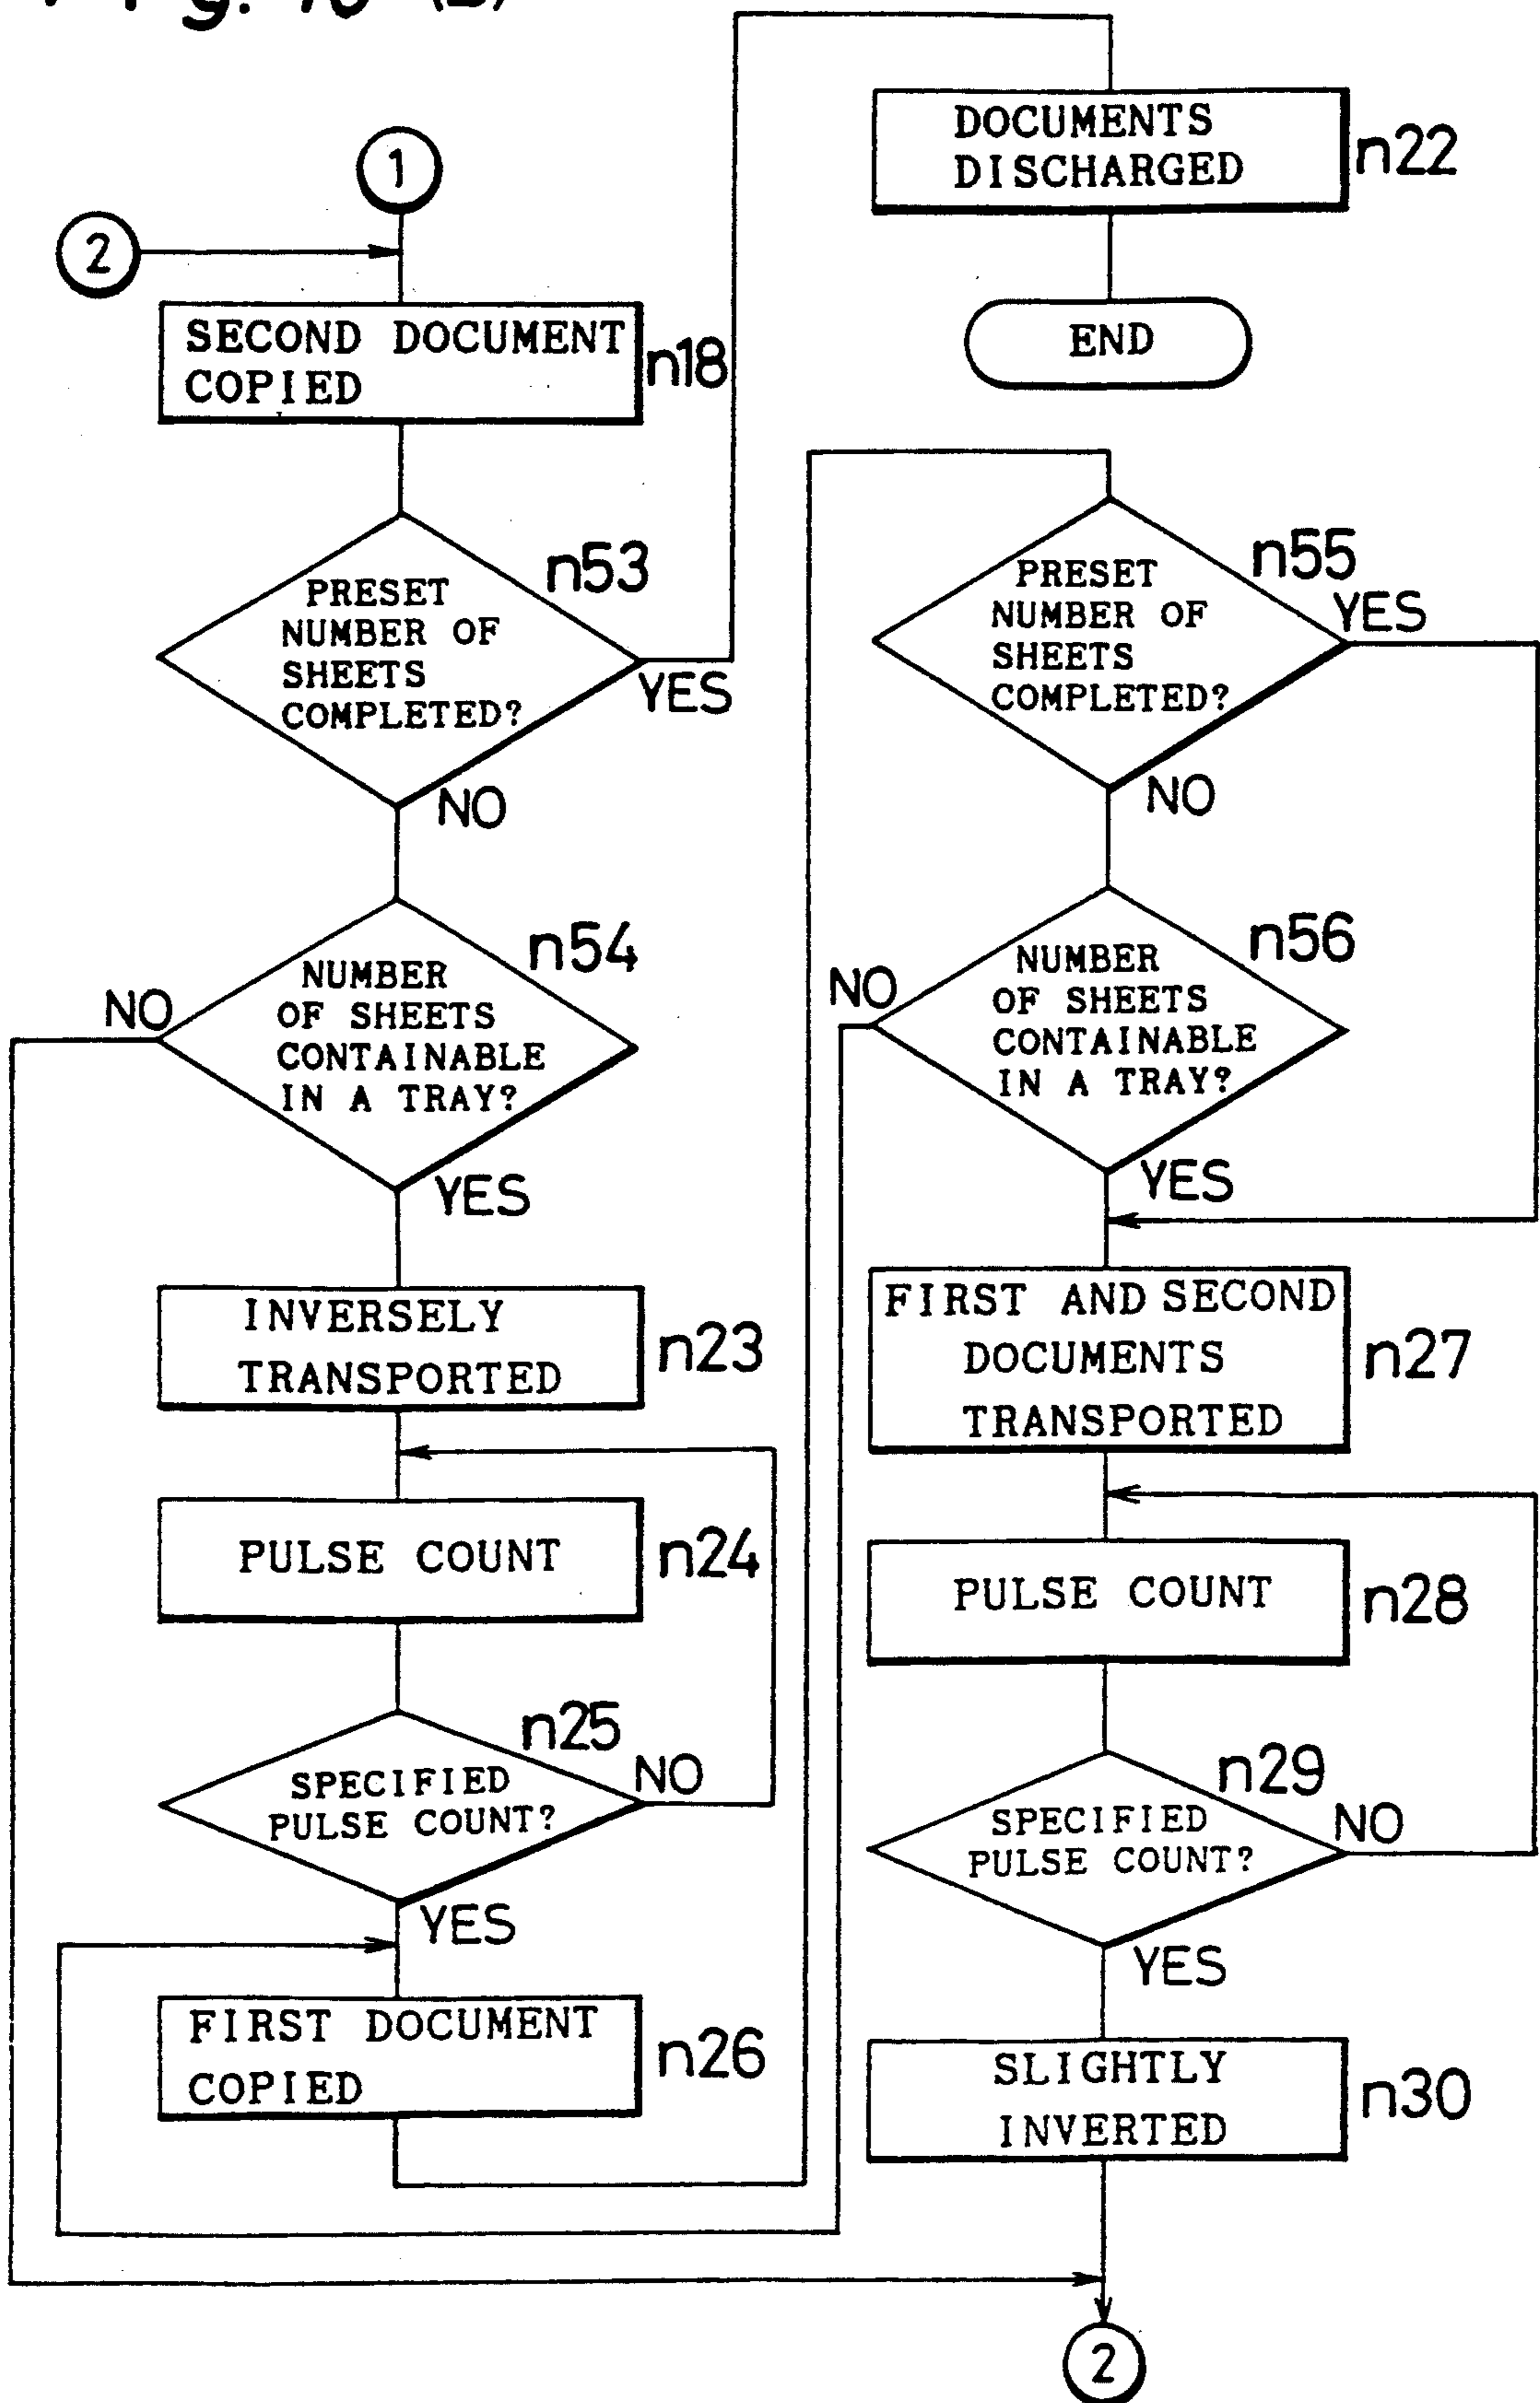 1
2
SECOND DOCUMENT
COPIED
n18
n53
PRESET
NUMBER OF
SHEETS
COMPLETED?
YES
NO
n54
NUMBER
OF SHEETS
CONTAINABLE
IN A TRAY?
NO
YES
INVERSELY
TRANSPORTED
n23
PULSE COUNT
n24
n25
SPECIFIED
PULSE COUNT?
NO
YES
FIRST DOCUMENT
COPIED
n26
DOCUMENTS
DISCHARGED
n22
END
n55
PRESET
NUMBER OF
SHEETS
COMPLETED?
YES
NO
n56
NUMBER
OF SHEETS
CONTAINABLE
IN A TRAY?
NO
YES
FIRST AND SECOND
DOCUMENTS
TRANSPORTED
n27
PULSE COUNT
n28
n29
SPECIFIED
PULSE COUNT?
NO
YES
SLIGHTLY
INVERTED
n30
2